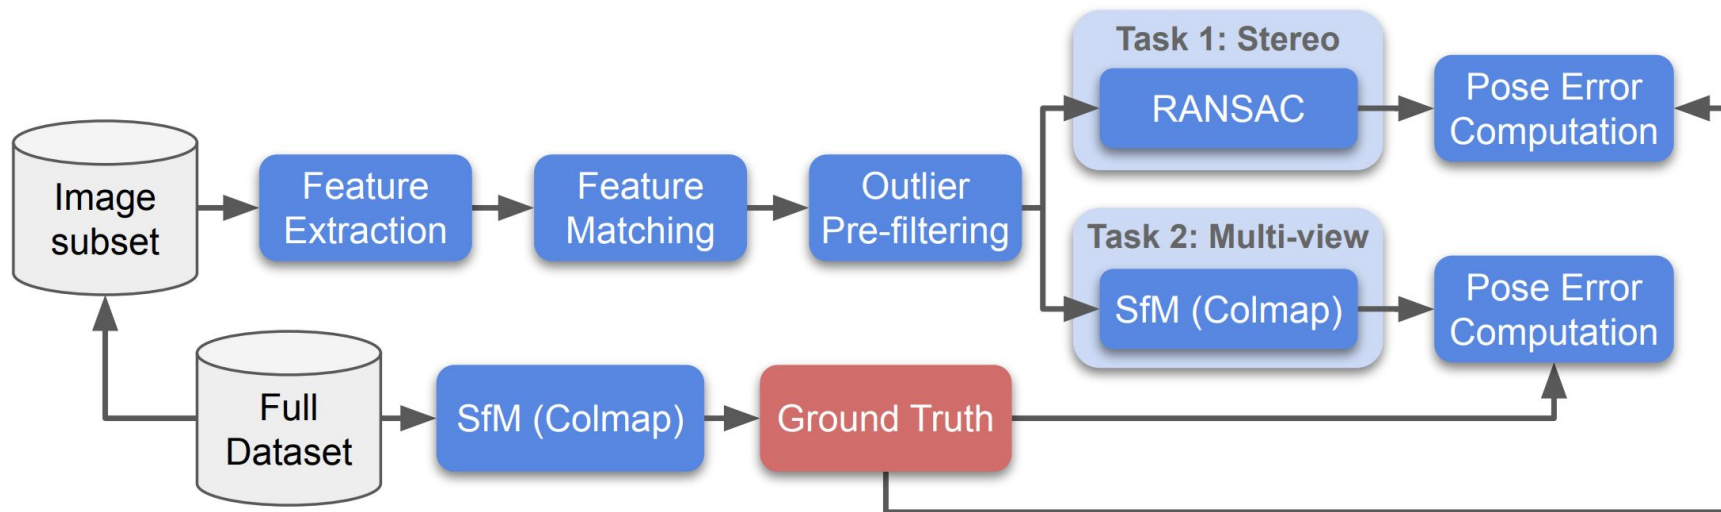 Task 1: Stereo
RANSAC
Pose Error
Computation
Image
subset
Feature
Extraction
Feature
Matching
Outlier
Pre-filtering
Task 2: Multi-view
SfM (Colmap)
Pose Error
Computation
Full
Dataset
SfM (Colmap)
Ground Truth